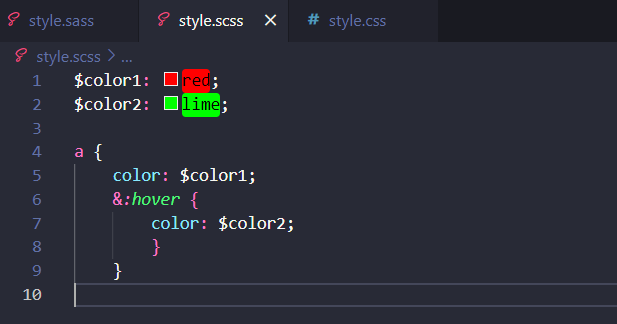 style.sass style.scss × # style.css
style.scss > ...
1 $color1: red;
2 $color2: lime;
3
4 a {
5     color: $color1;
6     &:hover {
7         color: $color2;
8         }
9     }
10